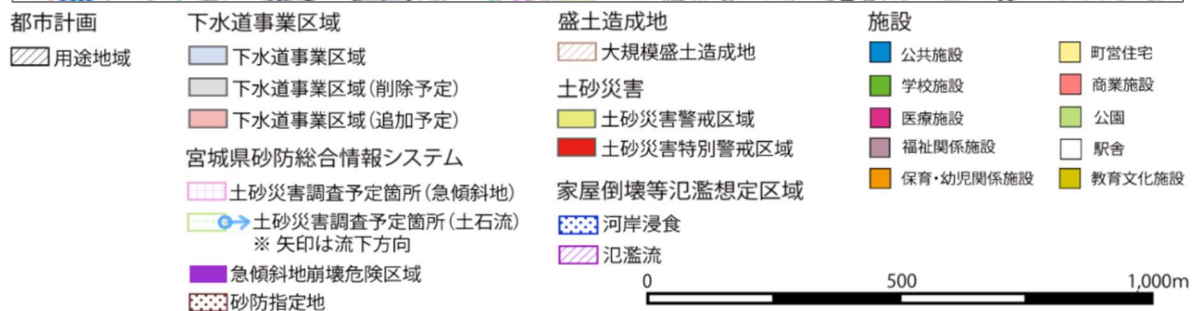 都市計画
用途地域
下水道事業区域
下水道事業区域
下水道事業区域(削除予定)
下水道事業区域(追加予定)
宮城県砂防総合情報システム
土砂災害調査予定箇所(急傾斜地)
土砂災害調査予定箇所(土石流)
※ 矢印は流下方向
急傾斜地崩壊危険区域
砂防指定地
盛土造成地
大規模盛土造成地
土砂災害
土砂災害警戒区域
土砂災害特別警戒区域
家屋倒壊等氾濫想定区域
河岸浸食
氾濫流
施設
公共施設
学校施設
医療施設
福祉関係施設
保育・幼児関係施設
町営住宅
商業施設
公園
駅舎
教育文化施設
0 500 1,000m